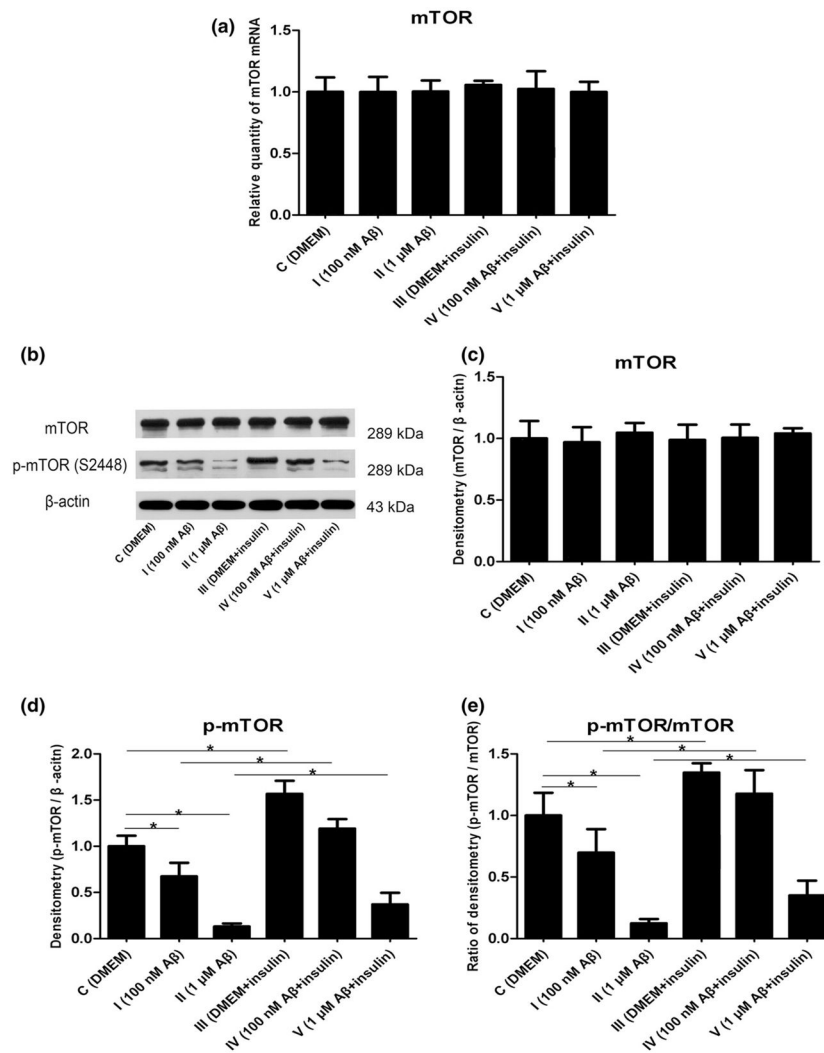 (a)
mTOR
Relative quantity of mTOR mRNA
1.5
1.0
0.5
0.0
C (DMEM)
I (100 nM Aβ)
II (1 μM Aβ)
III (DMEM+insulin)
IV (100 nM Aβ+insulin)
V (1 μM Aβ+insulin)
(b)
mTOR
289 kDa
p-mTOR (S2448)
289 kDa
β-actin
43 kDa
C (DMEM)
I (100 nM Aβ)
II (1 μM Aβ)
III (DMEM+insulin)
IV (100 nM Aβ+insulin)
V (1 μM Aβ+insulin)
(c)
mTOR
Densitometry (mTOR / β -acitn)
1.5
1.0
0.5
0.0
C (DMEM)
I (100 nM Aβ)
II (1 μM Aβ)
III (DMEM+insulin)
IV (100 nM Aβ+insulin)
V (1 μM Aβ+insulin)
(d)
p-mTOR
Densitometry (p-mTOR / β -acitn)
2.0
1.5
1.0
0.5
0.0
*
*
*
*
*
C (DMEM)
I (100 nM Aβ)
II (1 μM Aβ)
III (DMEM+insulin)
IV (100 nM Aβ+insulin)
V (1 μM Aβ+insulin)
(e)
p-mTOR/mTOR
Ratio of densitometry (p-mTOR / mTOR)
1.5
1.0
0.5
0.0
*
*
*
*
*
C (DMEM)
I (100 nM Aβ)
II (1 μM Aβ)
III (DMEM+insulin)
IV (100 nM Aβ+insulin)
V (1 μM Aβ+insulin)